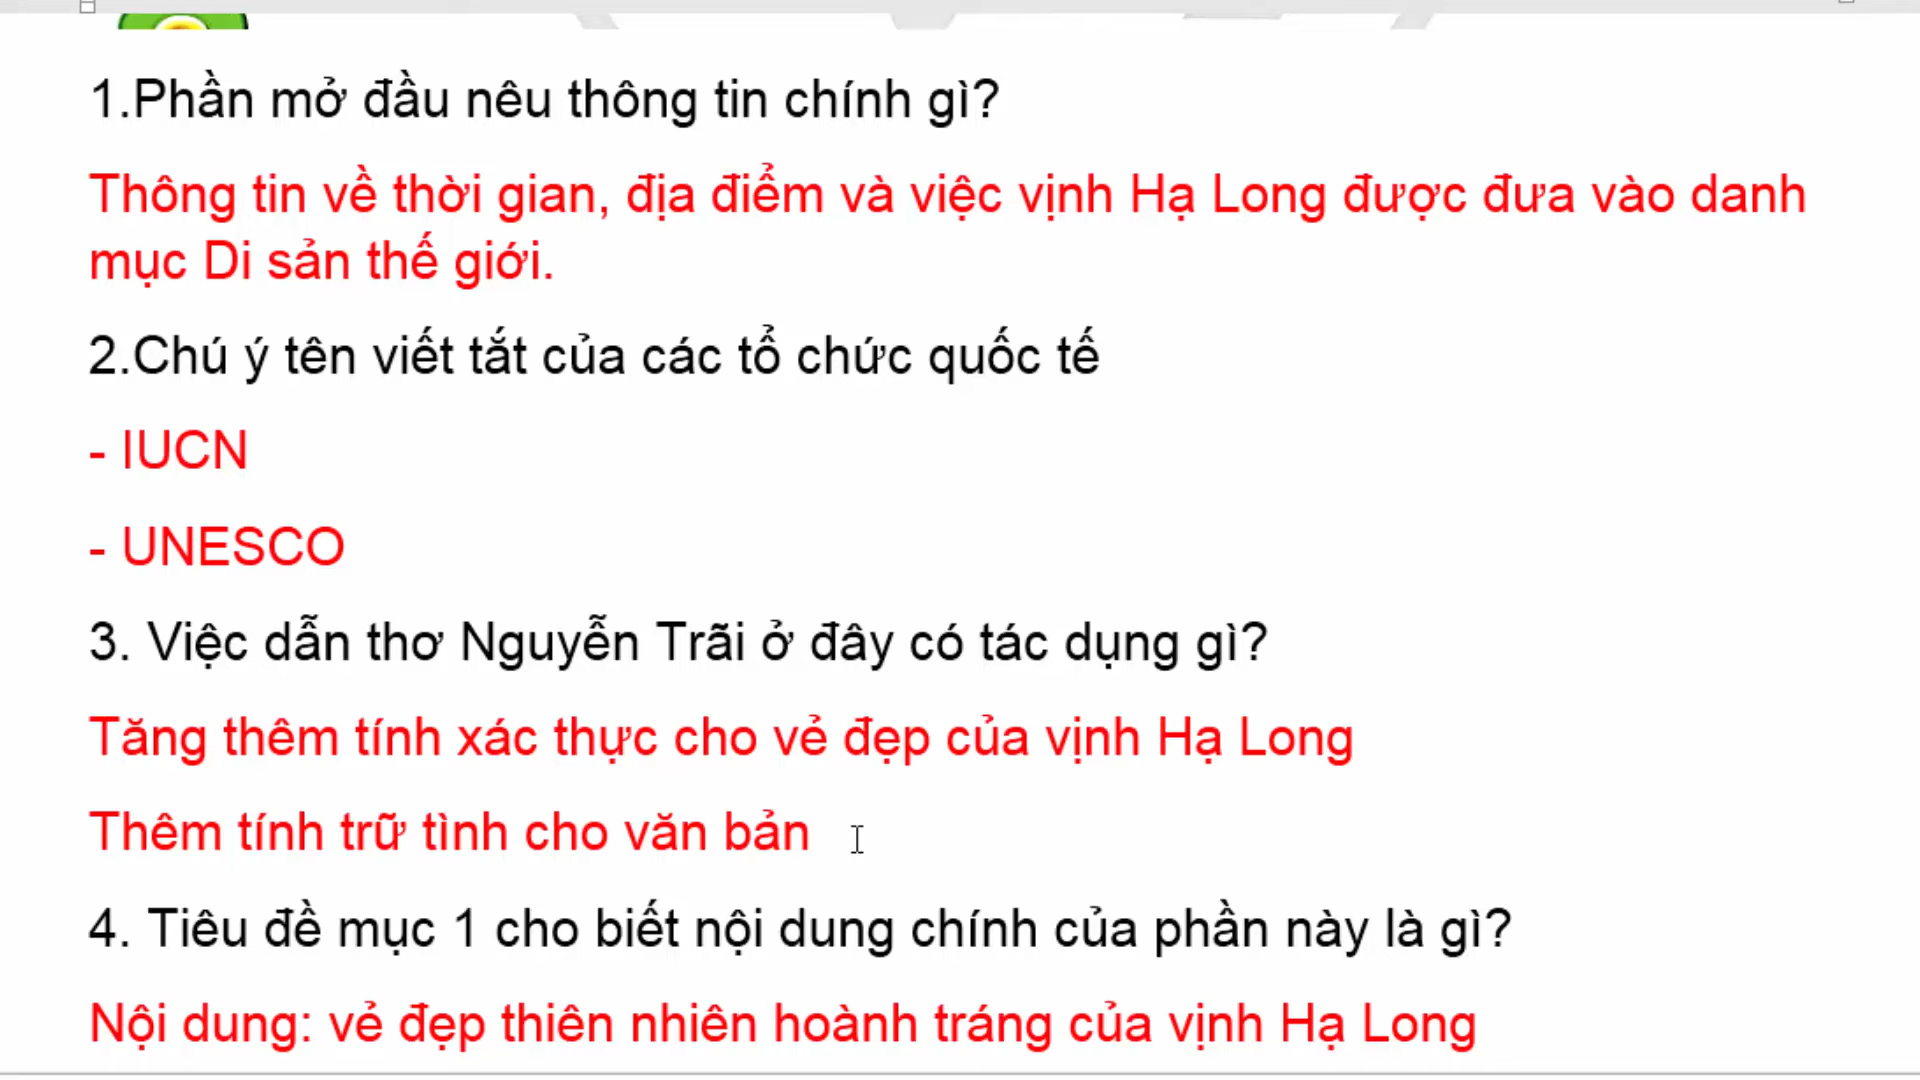 1.Phần mở đầu nêu thông tin chính gì?
Thông tin về thời gian, địa điểm và việc vịnh Hạ Long được đưa vào danh
mục Di sản thế giới.
2.Chú ý tên viết tắt của các tổ chức quốc tế
- IUCN
- UNESCO
3. Việc dẫn thơ Nguyễn Trãi ở đây có tác dụng gì?
Tăng thêm tính xác thực cho vẻ đẹp của vịnh Hạ Long
Thêm tính trữ tình cho văn bản
4. Tiêu đề mục 1 cho biết nội dung chính của phần này là gì?
Nội dung: vẻ đẹp thiên nhiên hoành tráng của vịnh Hạ Long